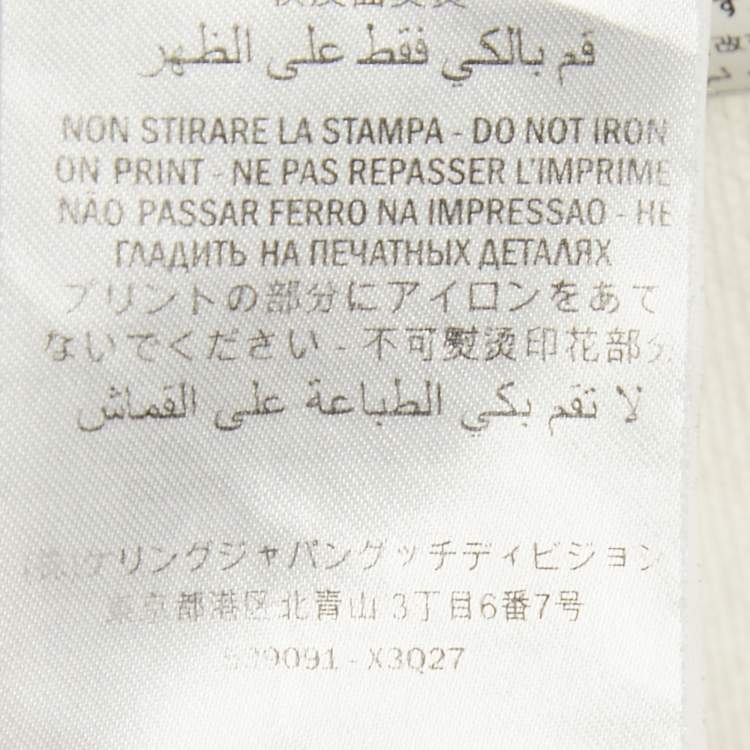 قم بالكي فقط على الظهر
NON STIRARE LA STAMPA - DO NOT IRON
ON PRINT - NE PAS REPASSER L'IMPRIME
NÃO PASSAR FERRO NA IMPRESSAO - НЕ
ГЛАДИТЬ НА ПЕЧАТНЫХ ДЕТАЛЯХ
プリントの部分にアイロンをあて
ないでください - 不可熨烫印花部分
لا تقم بكي الطباعة على القماش
(株)ケリングジャパングッチディビジョン
東京都港区北青山 3丁目6番7号
X3Q27